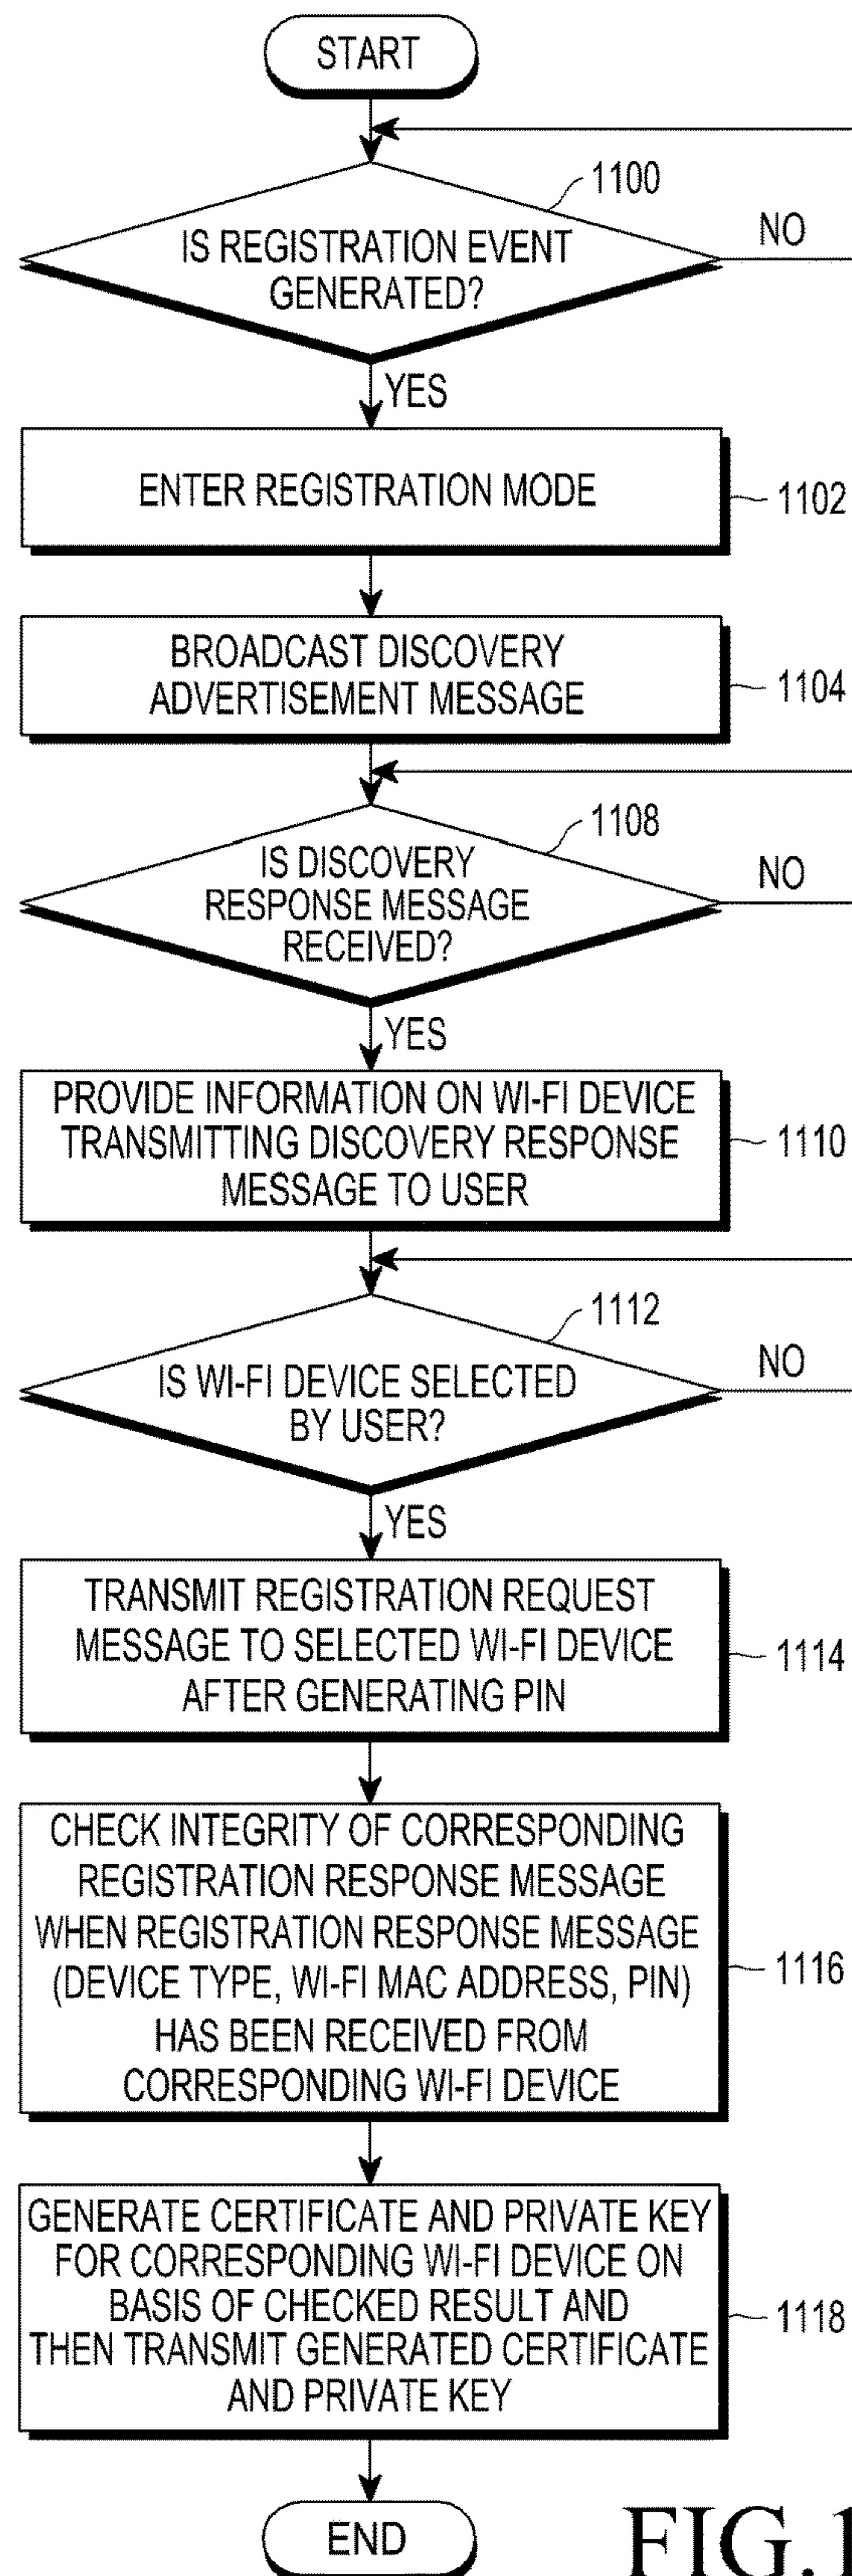 START
1100
IS REGISTRATION EVENT
GENERATED?
NO
YES
ENTER REGISTRATION MODE
1102
BROADCAST DISCOVERY
ADVERTISEMENT MESSAGE
1104
1108
IS DISCOVERY
RESPONSE MESSAGE
RECEIVED?
NO
YES
PROVIDE INFORMATION ON WI-FI DEVICE
TRANSMITTING DISCOVERY RESPONSE
MESSAGE TO USER
1110
1112
IS WI-FI DEVICE SELECTED
BY USER?
NO
YES
TRANSMIT REGISTRATION REQUEST
MESSAGE TO SELECTED WI-FI DEVICE
AFTER GENERATING PIN
1114
CHECK INTEGRITY OF CORRESPONDING
REGISTRATION RESPONSE MESSAGE
WHEN REGISTRATION RESPONSE MESSAGE
(DEVICE TYPE, WI-FI MAC ADDRESS, PIN)
HAS BEEN RECEIVED FROM
CORRESPONDING WI-FI DEVICE
1116
GENERATE CERTIFICATE AND PRIVATE KEY
FOR CORRESPONDING WI-FI DEVICE ON
BASIS OF CHECKED RESULT AND
THEN TRANSMIT GENERATED CERTIFICATE
AND PRIVATE KEY
1118
END
FIG.1